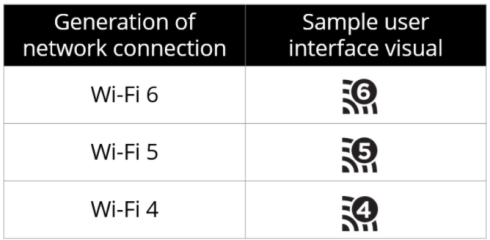 Generation of
network connection
Sample user
interface visual
Wi-Fi 6
6
Wi-Fi 5
5
Wi-Fi 4
4